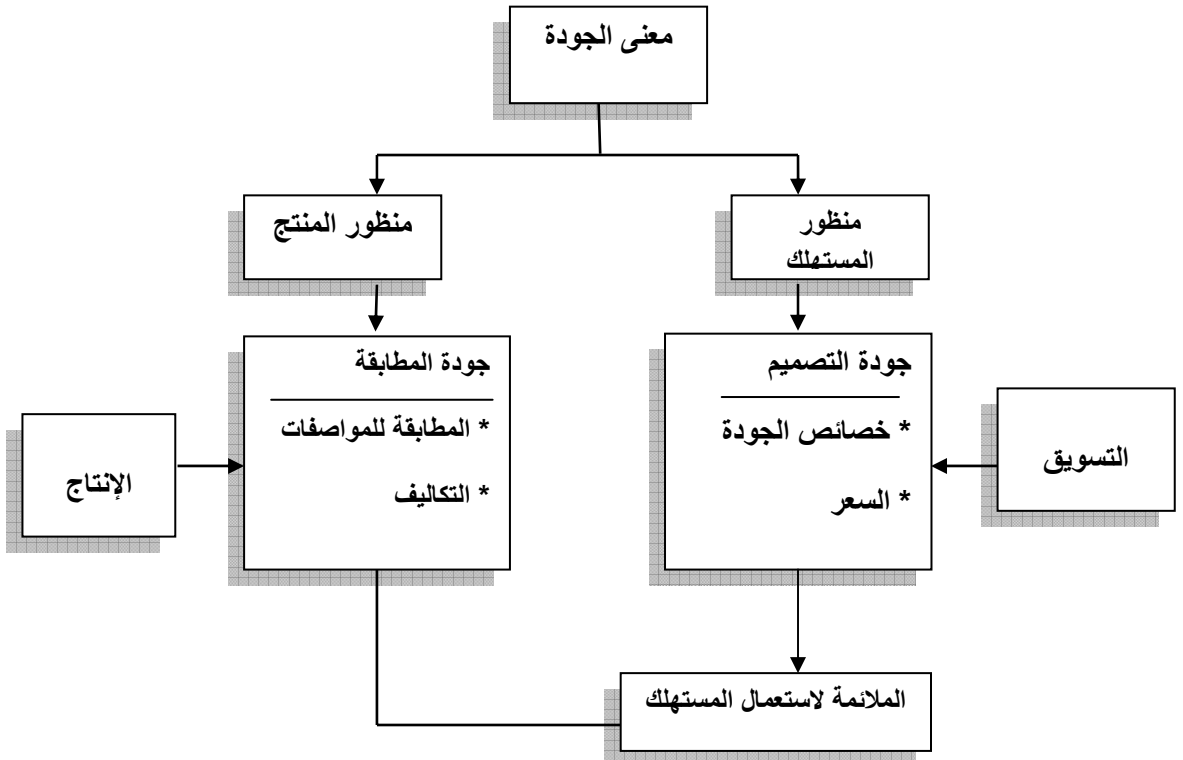 معنى الجودة
منظور
المستهلك
منظور المنتج
جودة التصميم
* خصائص الجودة
* السعر
جودة المطابقة
* المطابقة للمواصفات
* التكاليف
التسويق
الإنتاج
الملائمة لاستعمال المستهلك